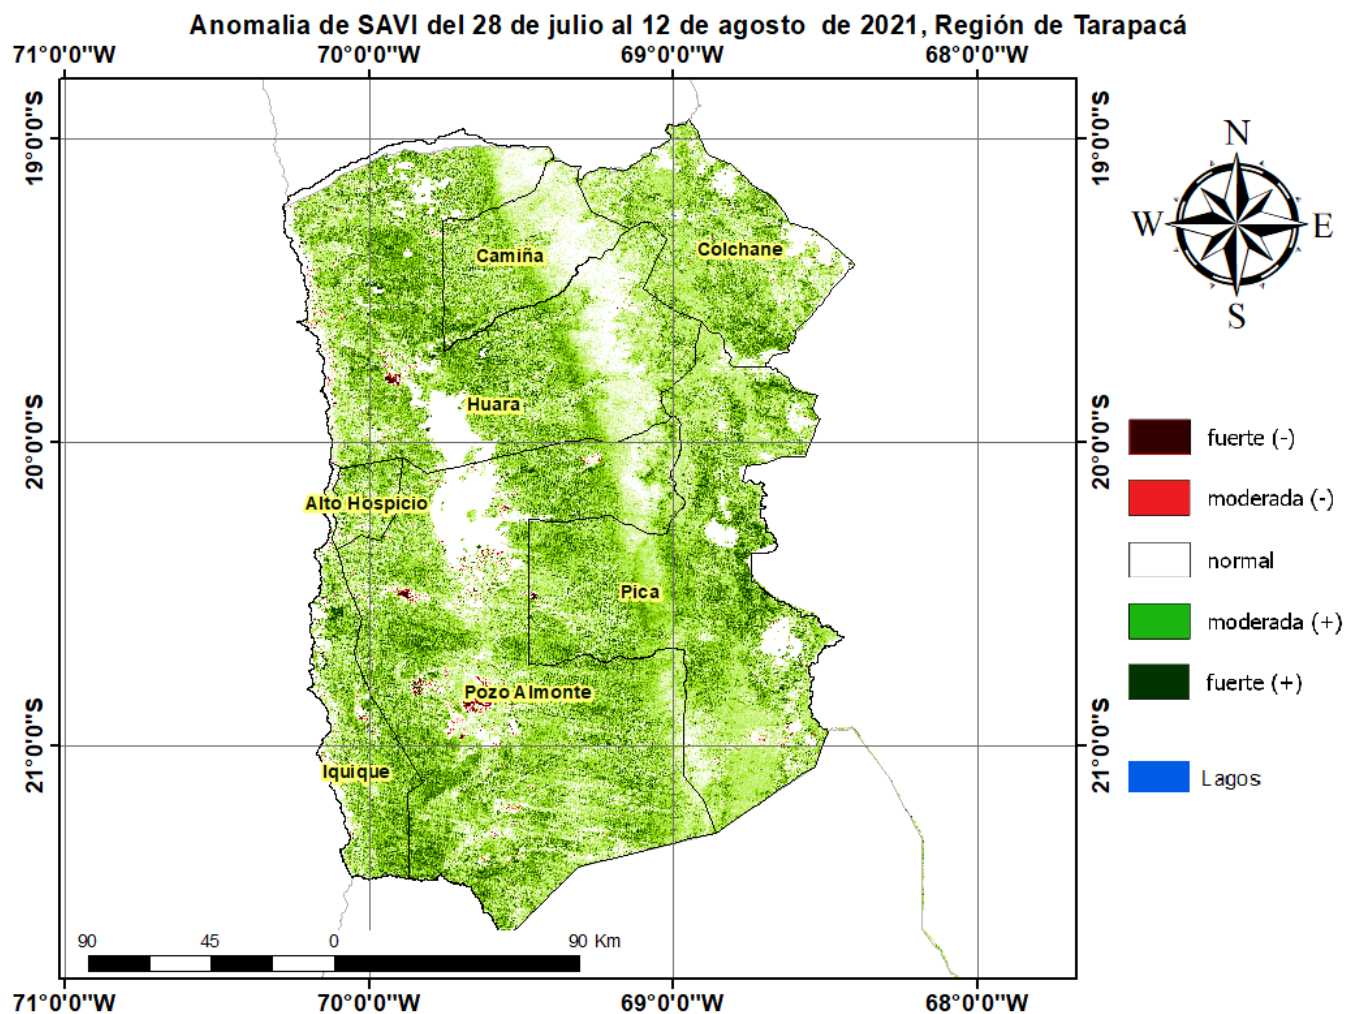 Anomalia de SAVI del 28 de julio al 12 de agosto de 2021, Región de Tarapacá
71°0'0"W 70°0'0"W 69°0'0"W 68°0'0"W
19°0'0"S 19°0'0"S
N
W E
S
Camiña
Colchane
Huara
20°0'0"S 20°0'0"S
fuerte (-)
Alto Hospicio
moderada (-)
normal
Pica
moderada (+)
fuerte (+)
Pozo Almonte
21°0'0"S 21°0'0"S
Iquique
Lagos
90 45 0 90 Km
71°0'0"W 70°0'0"W 69°0'0"W 68°0'0"W